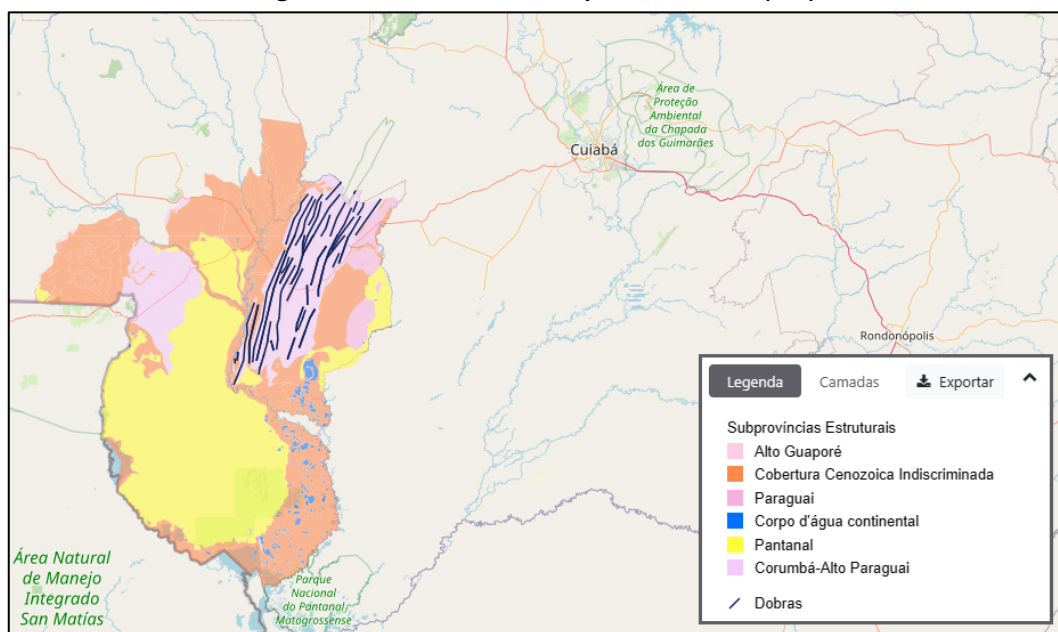 Área de
Proteção
Ambiental
da Chapada
dos Guimarães
Cuiabá
Rondonópolis
Legenda
Camadas
Exportar
Subprovíncias Estruturais
Alto Guaporé
Cobertura Cenozoica Indiscriminada
Paraguai
Corpo d'água continental
Pantanal
Corumbá-Alto Paraguai
Dobras
Área Natural
de Manejo
Integrado
San Matías
Parque
Nacional
do Pantanal
Matogrossense